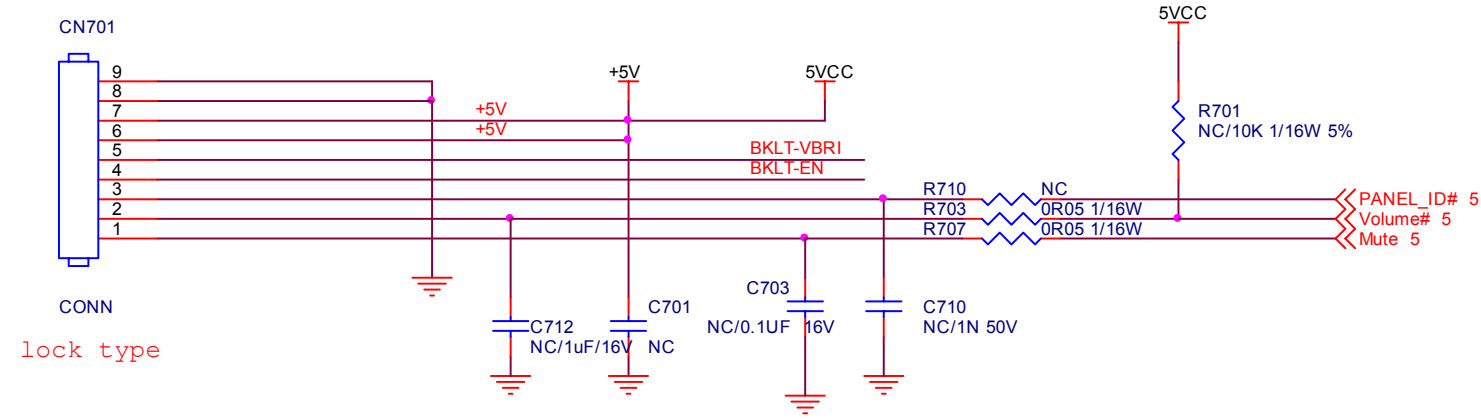 5VCC
CN701
+5V
5VCC
9
8
7
+5V
6
+5V
5
BKLT-VBRI
4
BKLT-EN
3
2
1
R701
NC/10K 1/16W 5%
R710
NC
PANEL_ID# 5
R703
0R05 1/16W
Volume# 5
R707
0R05 1/16W
Mute 5
CONN
C712
NC/1uF/16V
C701
NC
C703
NC/0.1UF 16V
C710
NC/1N 50V
lock type